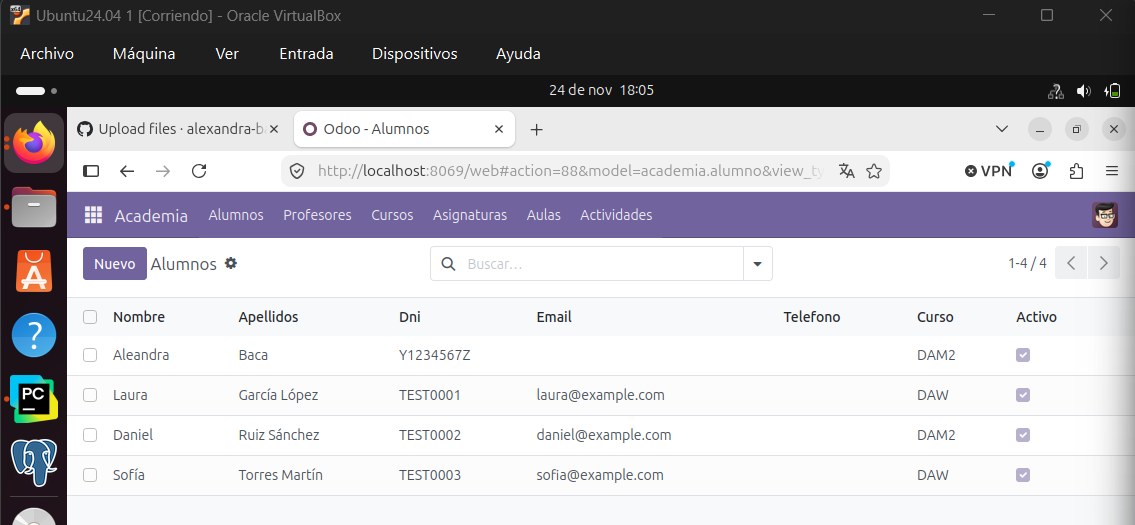 Ubuntu24.04 1 [Corriendo] - Oracle VirtualBox
Archivo Máquina Ver Entrada Dispositivos Ayuda
24 de nov 18:05
Upload files · alexandra-b
Odoo - Alumnos
http://localhost:8069/web#action=88&model=academia.alumno&view_ty
VPN
Academia Alumnos Profesores Cursos Asignaturas Aulas Actividades
Nuevo Alumnos Buscar... 1-4 / 4
Nombre Apellidos Dni Email Telefono Curso Activo
Aleandra Baca Y1234567Z DAM2
Laura García López TEST0001 laura@example.com DAW
Daniel Ruiz Sánchez TEST0002 daniel@example.com DAM2
Sofía Torres Martín TEST0003 sofia@example.com DAW
PC